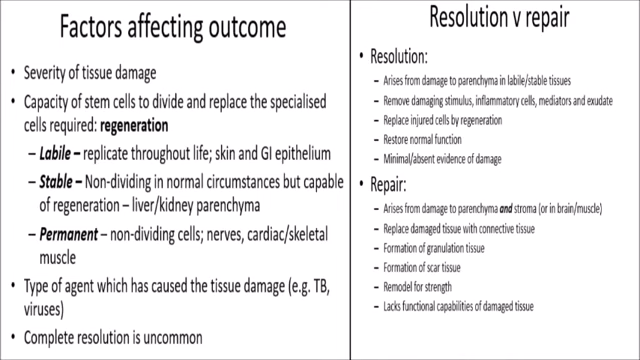 Factors affecting outcome
• Severity of tissue damage
• Capacity of stem cells to divide and replace the specialised
cells required: regeneration
– Labile – replicate throughout life; skin and GI epithelium
– Stable – Non-dividing in normal circumstances but capable
of regeneration – liver/kidney parenchyma
– Permanent – non-dividing cells; nerves, cardiac/skeletal
muscle
• Type of agent which has caused the tissue damage (e.g. TB,
viruses)
• Complete resolution is uncommon
Resolution v repair
• Resolution:
– Arises from damage to parenchyma in labile/stable tissues
– Remove damaging stimulus, inflammatory cells, mediators and exudate
– Replace injured cells by regeneration
– Restore normal function
– Minimal/absent evidence of damage
• Repair:
– Arises from damage to parenchyma and stroma (or in brain/muscle)
– Replace damaged tissue with connective tissue
– Formation of granulation tissue
– Formation of scar tissue
– Remodel for strength
– Lacks functional capabilities of damaged tissue